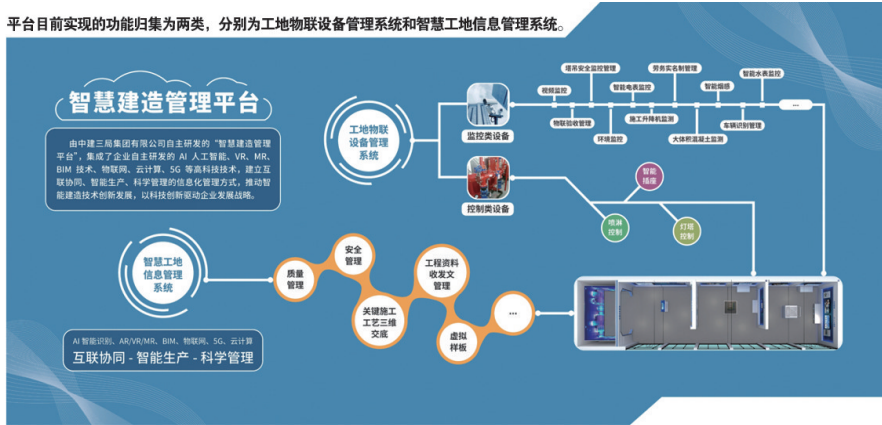 平台目前实现的功能归集为两类，分别为工地物联设备管理系统和智慧工地信息管理系统。
智慧建造管理平台
由中建三局集团有限公司自主研发的“智慧建造管理
平台”，集成了企业自主研发的 AI 人工智能、VR、MR、
BIM 技术、物联网、云计算、5G 等高科技技术，建立互
联协同、智能生产、科学管理的信息化管理方式，推动智
能建造技术创新发展，以科技创新驱动企业发展战略。
工地物联
设备管理
系统
监控类设备
控制类设备
视频监控
塔吊安全监控管理
物联验收管理
环境监控
智能电表监控
施工升降机监测
劳务实名制管理
大体积混凝土监测
智能烟感
车辆识别管理
智能水表监控
...
喷淋
控制
智能
插座
灯塔
控制
智慧工地
信息管理
系统
质量
管理
安全
管理
关键施工
工艺三维
交底
工程资料
收发文
管理
虚拟
样板
...
AI 智能识别、AR/VR/MR、BIM、物联网、5G、云计算
互联协同 - 智能生产 - 科学管理